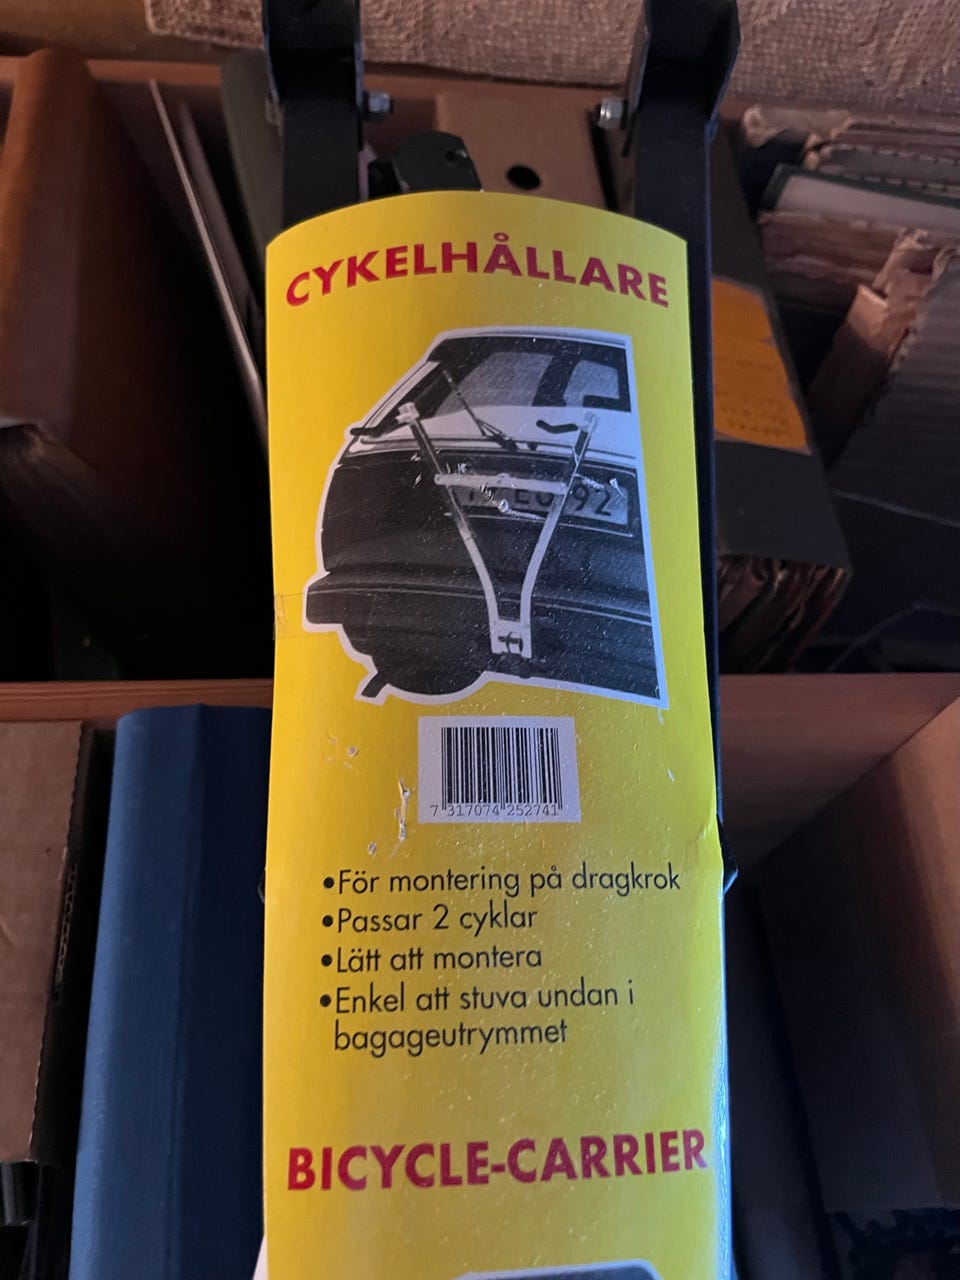 CYKELHÅLLARE
7 317074 252741
•För montering på dragkrok
•Passar 2 cyklar
•Lätt att montera
•Enkel att stuva undan i
bagageutrymmet
BICYCLE-CARRIER